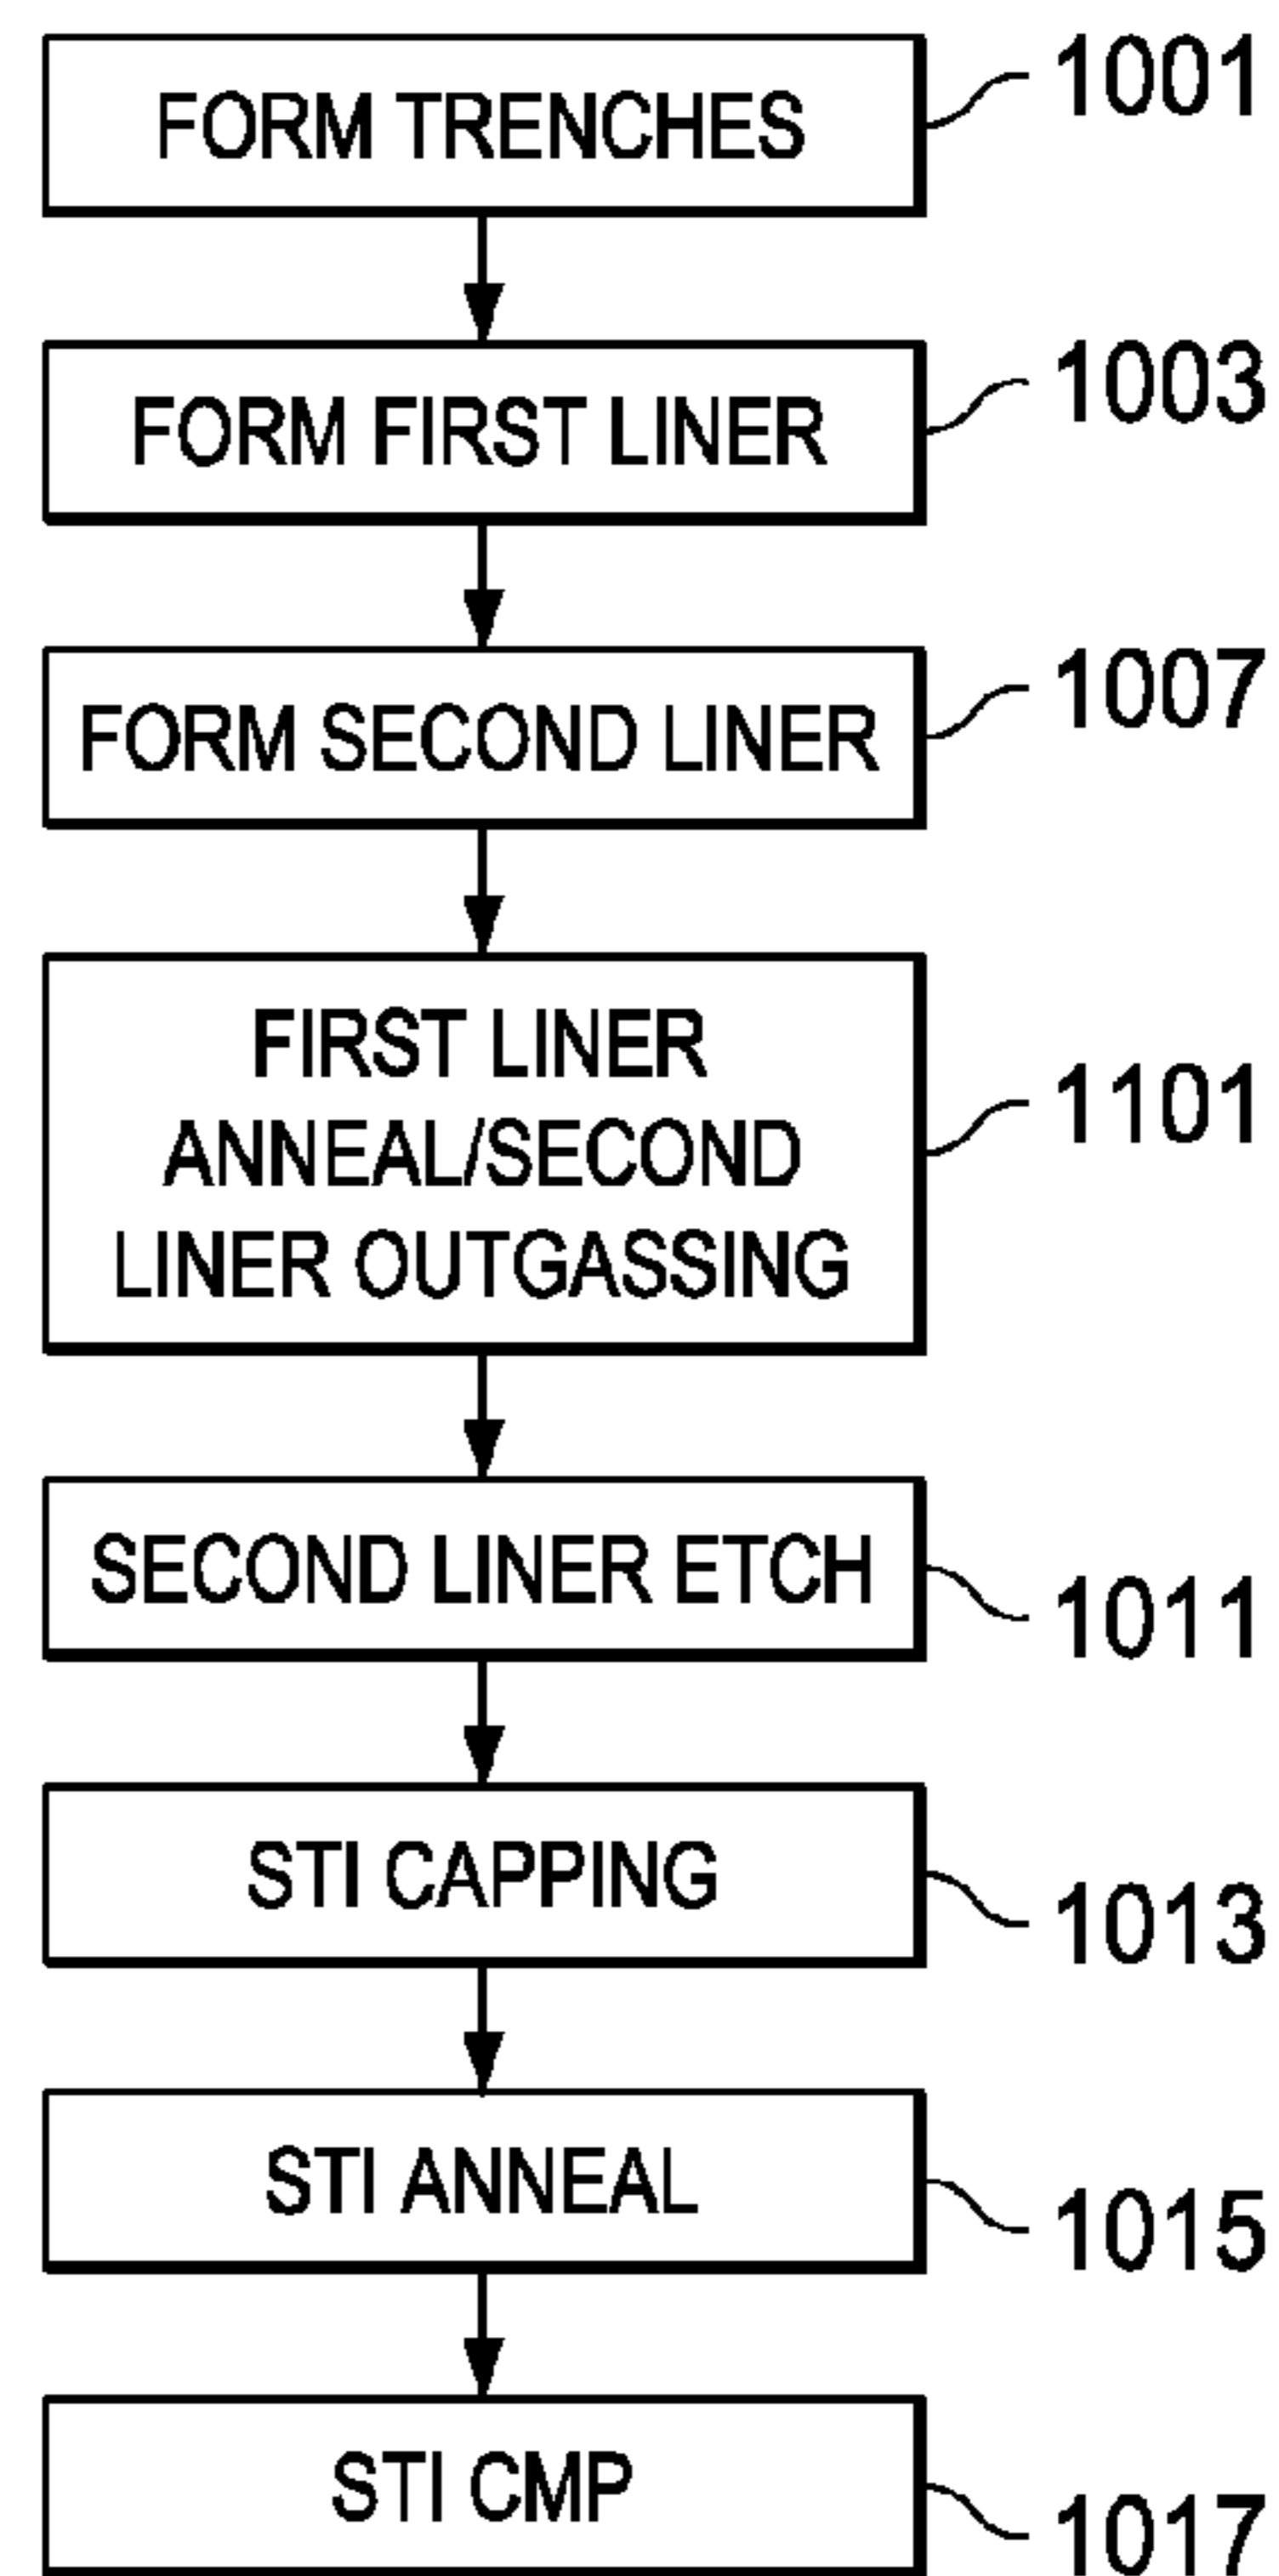 FORM TRENCHES
1001
FORM FIRST LINER
1003
FORM SECOND LINER
1007
FIRST LINER
ANNEAL/SECOND
LINER OUTGASSING
1101
SECOND LINER ETCH
1011
STI CAPPING
1013
STI ANNEAL
1015
STI CMP
1017